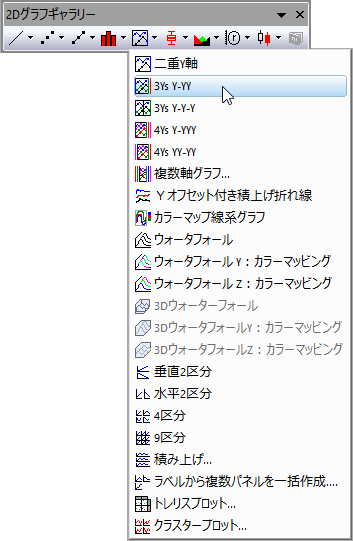 2Dグラフギャラリー
二重Y軸
3Ys Y-YY
3Ys Y-Y-Y
4Ys Y-YYY
4Ys YY-YY
複数軸グラフ...
Ｙオフセット付き積上げ折れ線
カラーマップ線系グラフ
ウォータフォール
ウォータフォール Y：カラーマッピング
ウォータフォール Z：カラーマッピング
3Dウォーターフォール
3DウォータフォールY：カラーマッピング
3DウォータフォールZ：カラーマッピング
垂直2区分
水平2区分
4区分
9区分
積み上げ...
ラベルから複数パネルを一括作成....
トレリスプロット...
クラスタープロット...